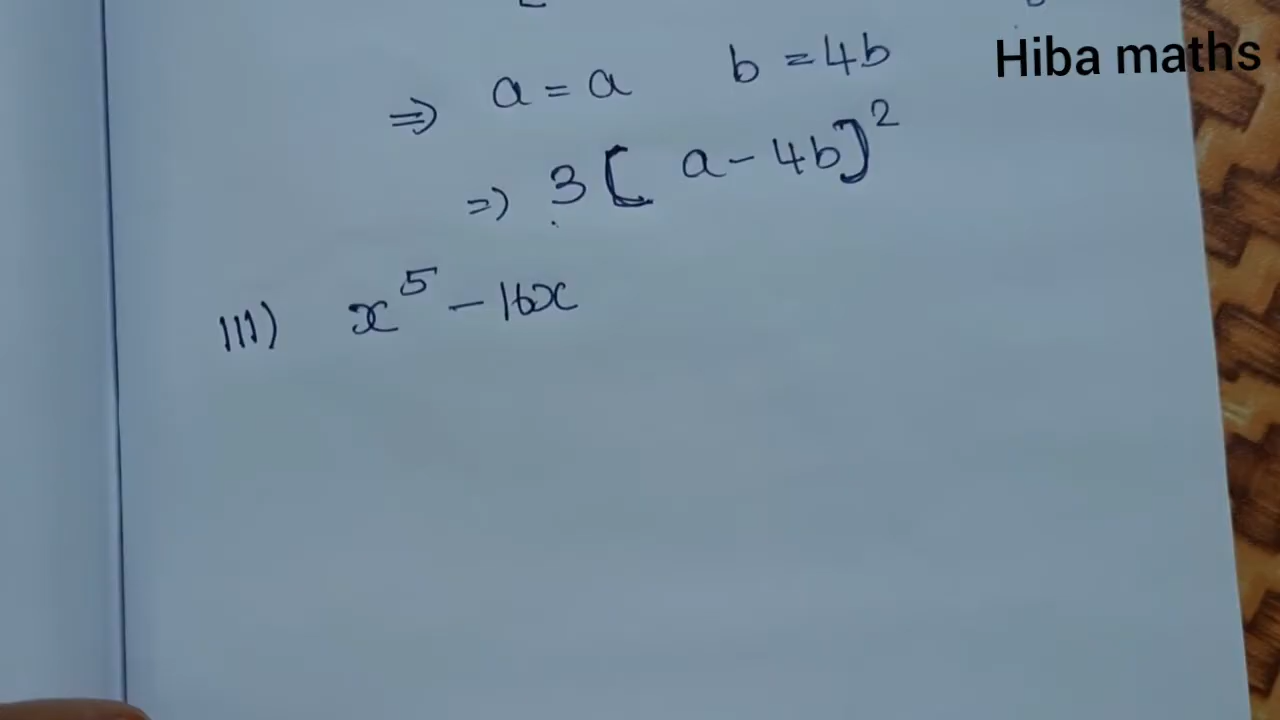 Hiba maths
⇒ a = a b = 4b
⇒ 3 [ a - 4b ]²
III) x⁵ - 16x